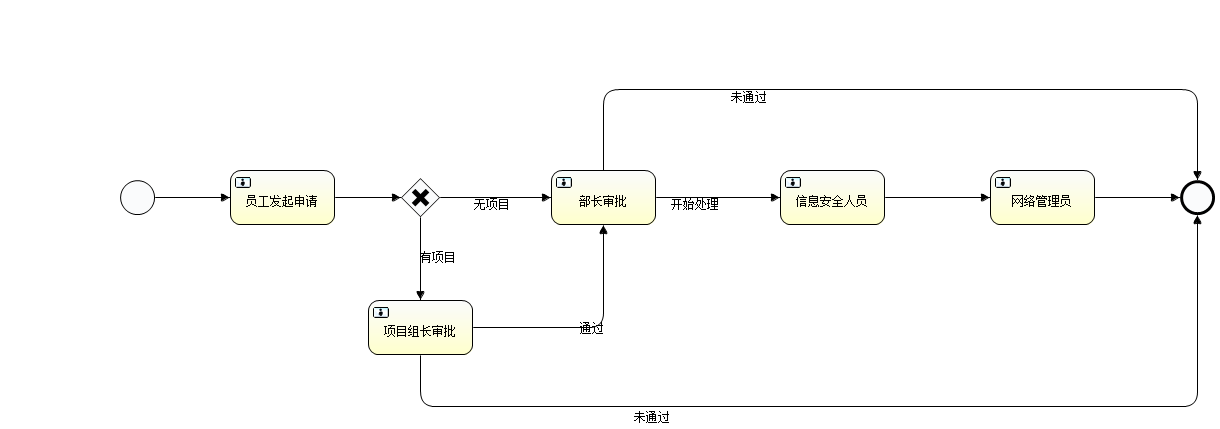 未通过
员工发起申请
无项目
部长审批
开始处理
信息安全人员
网络管理员
有项目
项目组长审批
通过
未通过